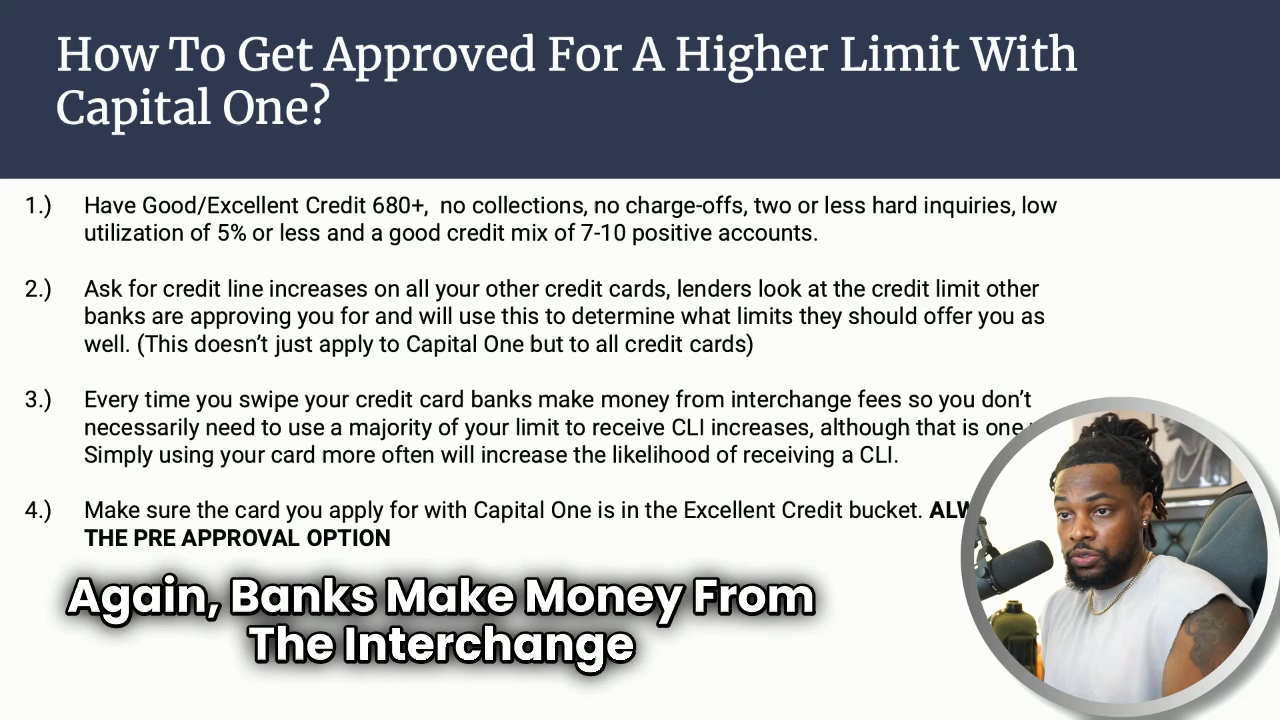 How To Get Approved For A Higher Limit With
Capital One?
1.) Have Good/Excellent Credit 680+, no collections, no charge-offs, two or less hard inquiries, low
utilization of 5% or less and a good credit mix of 7-10 positive accounts.
2.) Ask for credit line increases on all your other credit cards, lenders look at the credit limit other
banks are approving you for and will use this to determine what limits they should offer you as
well. (This doesn't just apply to Capital One but to all credit cards)
3.) Every time you swipe your credit card banks make money from interchange fees so you don't
necessarily need to use a majority of your limit to receive CLI increases, although that is one
Simply using your card more often will increase the likelihood of receiving a CLI.
4.) Make sure the card you apply for with Capital One is in the Excellent Credit bucket.
THE PRE APPROVAL OPTION
Again, Banks Make Money From
The Interchange